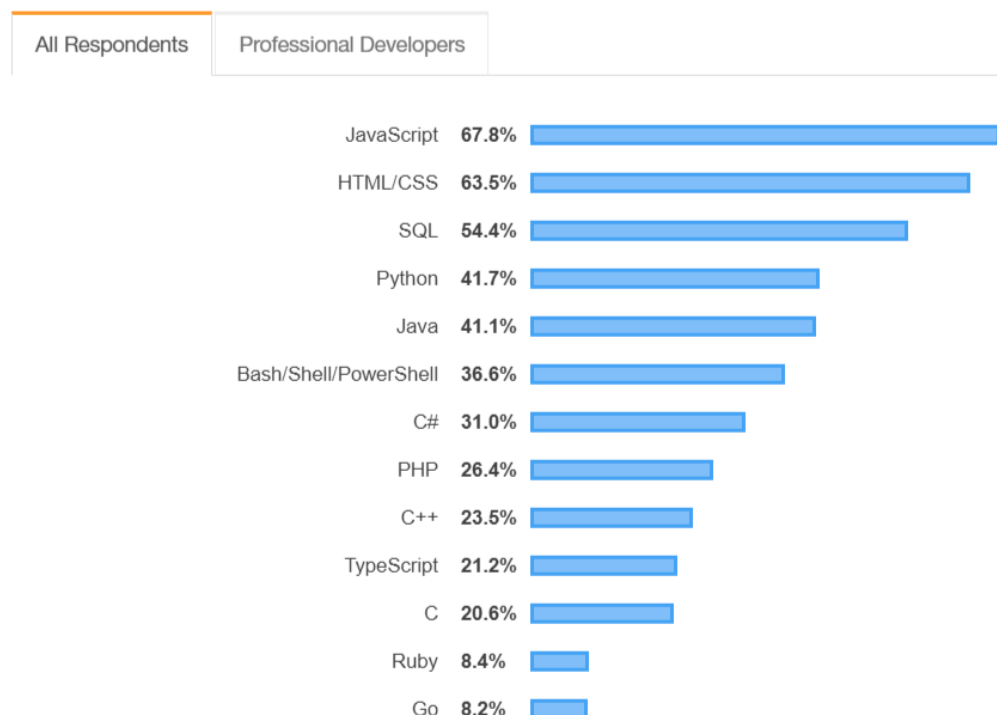 All Respondents Professional Developers
JavaScript 67.8%
HTML/CSS 63.5%
SQL 54.4%
Python 41.7%
Java 41.1%
Bash/Shell/PowerShell 36.6%
C# 31.0%
PHP 26.4%
C++ 23.5%
TypeScript 21.2%
C 20.6%
Ruby 8.4%
Go 8.2%